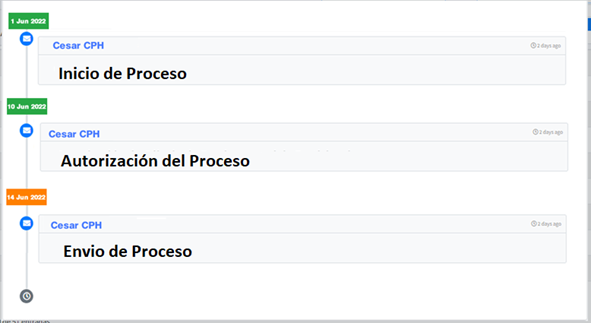 1 Jun 2022
Cesar CPH
2 days ago
Inicio de Proceso
10 Jun 2022
Cesar CPH
2 days ago
Autorización del Proceso
14 Jun 2022
Cesar CPH
2 days ago
Envio de Proceso